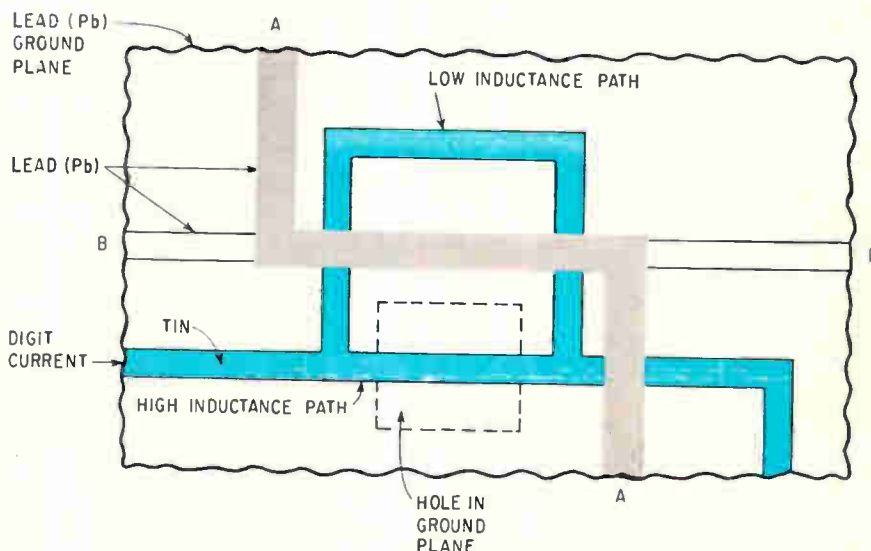 LEAD (Pb)
GROUND
PLANE
A
LOW INDUCTANCE PATH
LEAD (Pb)
B
TIN
DIGIT
CURRENT
HIGH INDUCTANCE PATH
HOLE IN
GROUND
PLANE
A